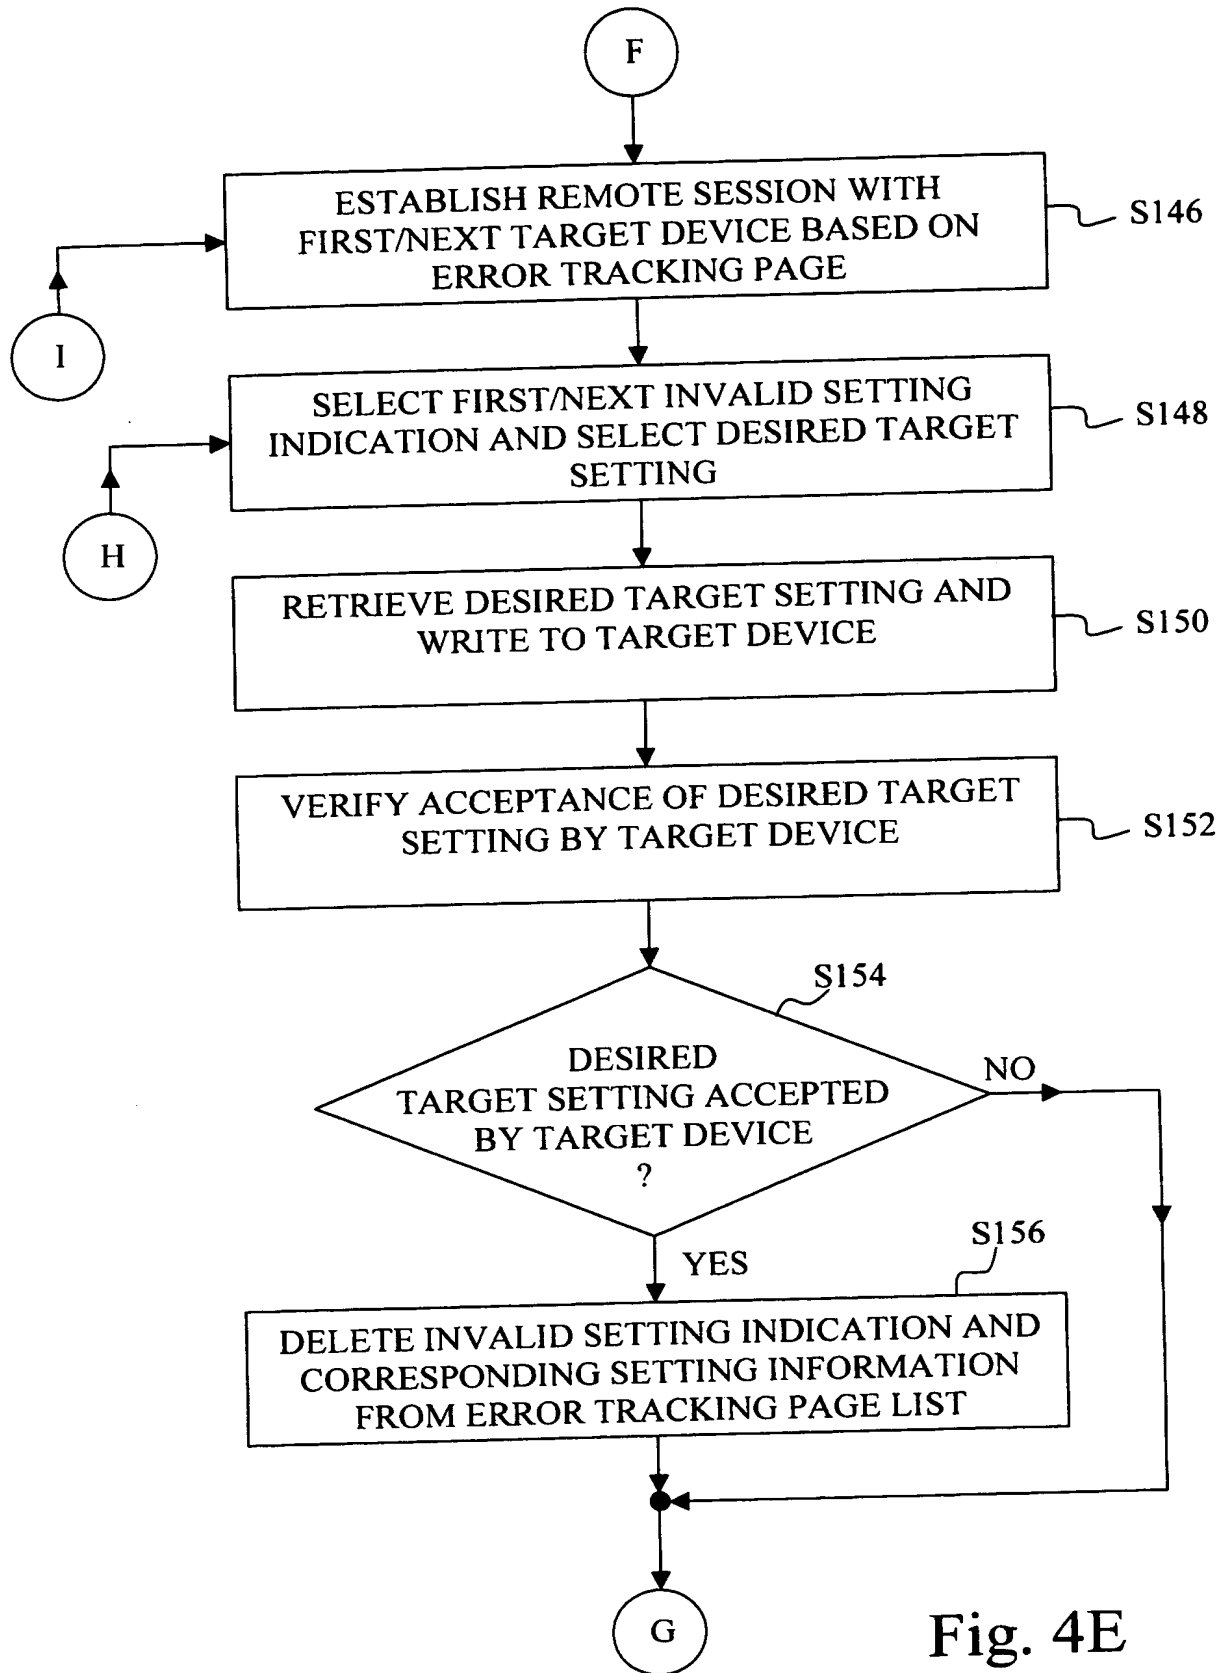 F
ESTABLISH REMOTE SESSION WITH
FIRST/NEXT TARGET DEVICE BASED ON
ERROR TRACKING PAGE
S146
I
SELECT FIRST/NEXT INVALID SETTING
INDICATION AND SELECT DESIRED TARGET
SETTING
S148
H
RETRIEVE DESIRED TARGET SETTING AND
WRITE TO TARGET DEVICE
S150
VERIFY ACCEPTANCE OF DESIRED TARGET
SETTING BY TARGET DEVICE
S152
S154
DESIRED
TARGET SETTING ACCEPTED
BY TARGET DEVICE
?
NO
YES
S156
DELETE INVALID SETTING INDICATION AND
CORRESPONDING SETTING INFORMATION
FROM ERROR TRACKING PAGE LIST
G
Fig. 4E